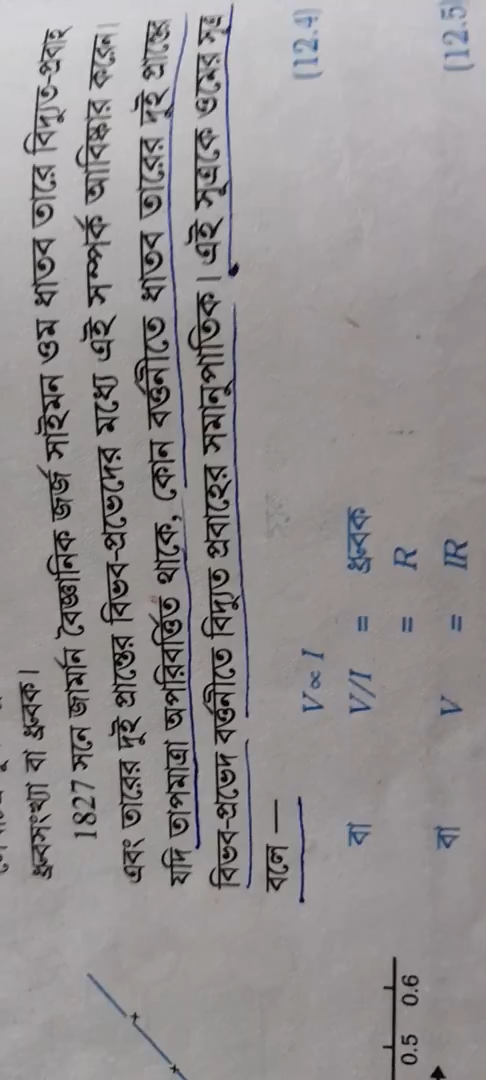 ধ্রুবসংখ্যা বা ধ্রুবক।
1827 সনে জার্মান বৈজ্ঞানিক জর্জ সাইমন ওম ধাতব তারে বিদ্যুত-প্রবাহ
এবং তারের দুই প্রান্তের বিভব-প্রভেদের মধ্যে এই সম্পর্ক আবিষ্কার করেন।
যদি তাপমাত্রা অপরিবর্তিত থাকে, কোন বর্তনীতে ধাতব তারের দুই প্রান্তের
বিভব-প্রভেদ বর্তনীতে বিদ্যুত প্রবাহের সমানুপাতিক। এই সূত্রকে ওমের সূত্র
বলে —
V ∝ I (12.4)
বা V/I = ধ্রুবক
= R
বা V = IR (12.5)
0.5 0.6